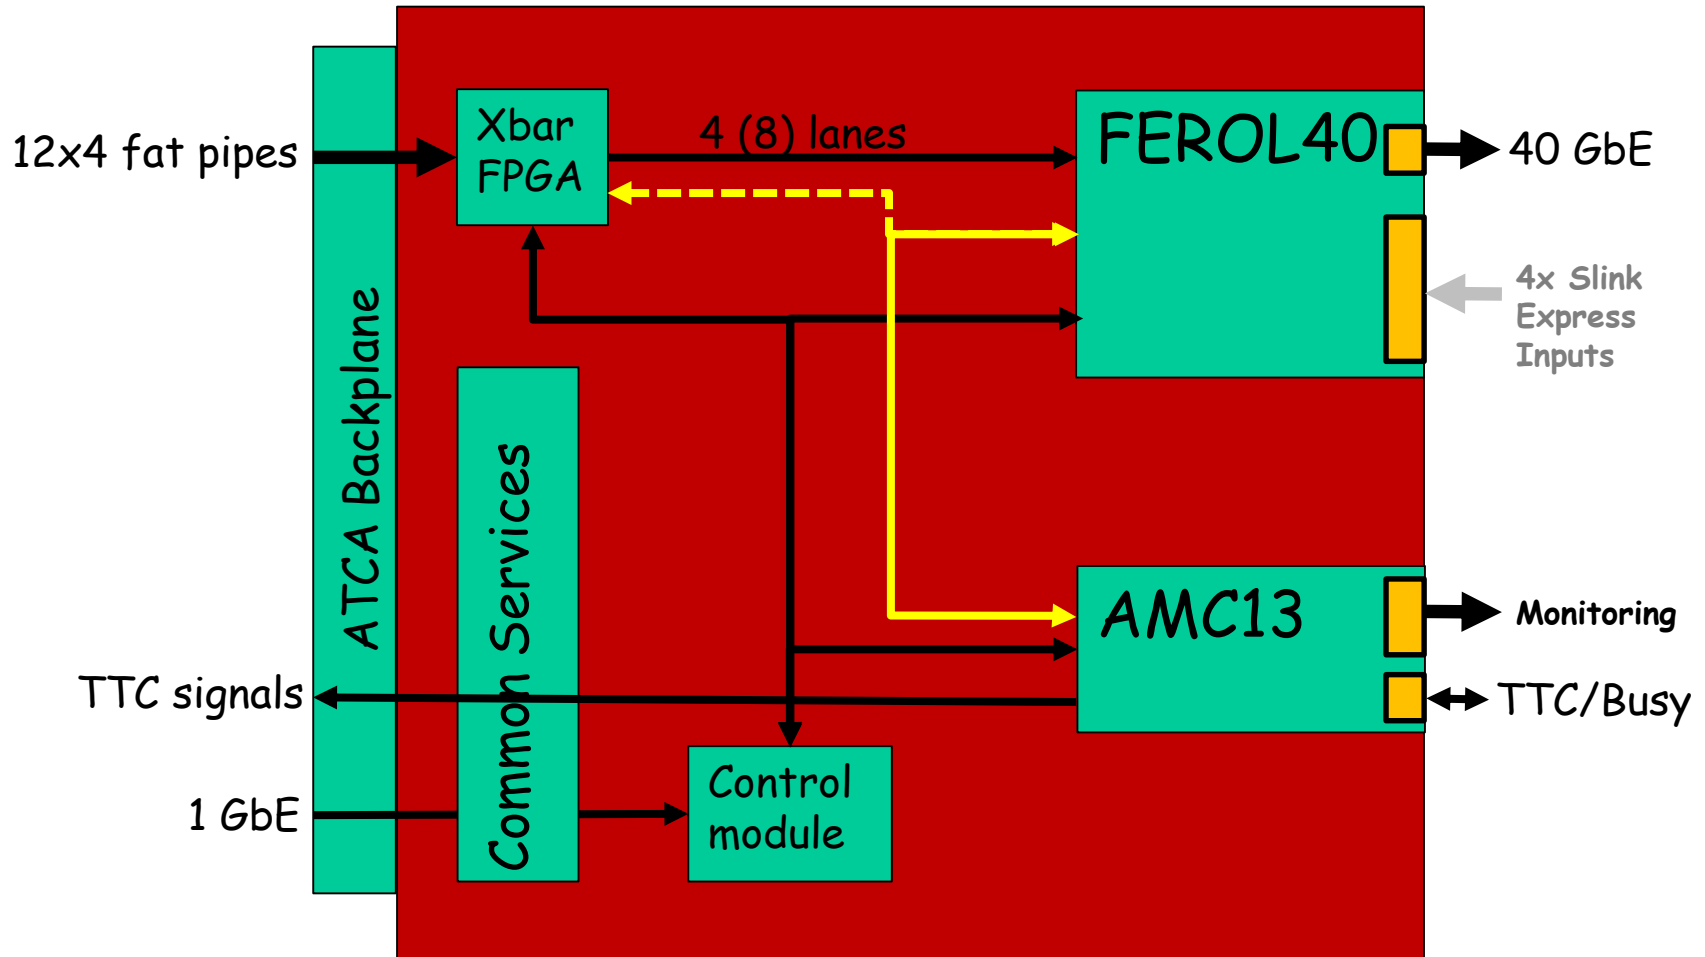 12x4 fat pipes
TTC signals
1 GbE
ATCA Backplane
Xbar
FPGA
4 (8) lanes
Common Services
Control
module
FEROL40
AMC13
40 GbE
4x Slink
Express
Inputs
Monitoring
TTC/Busy